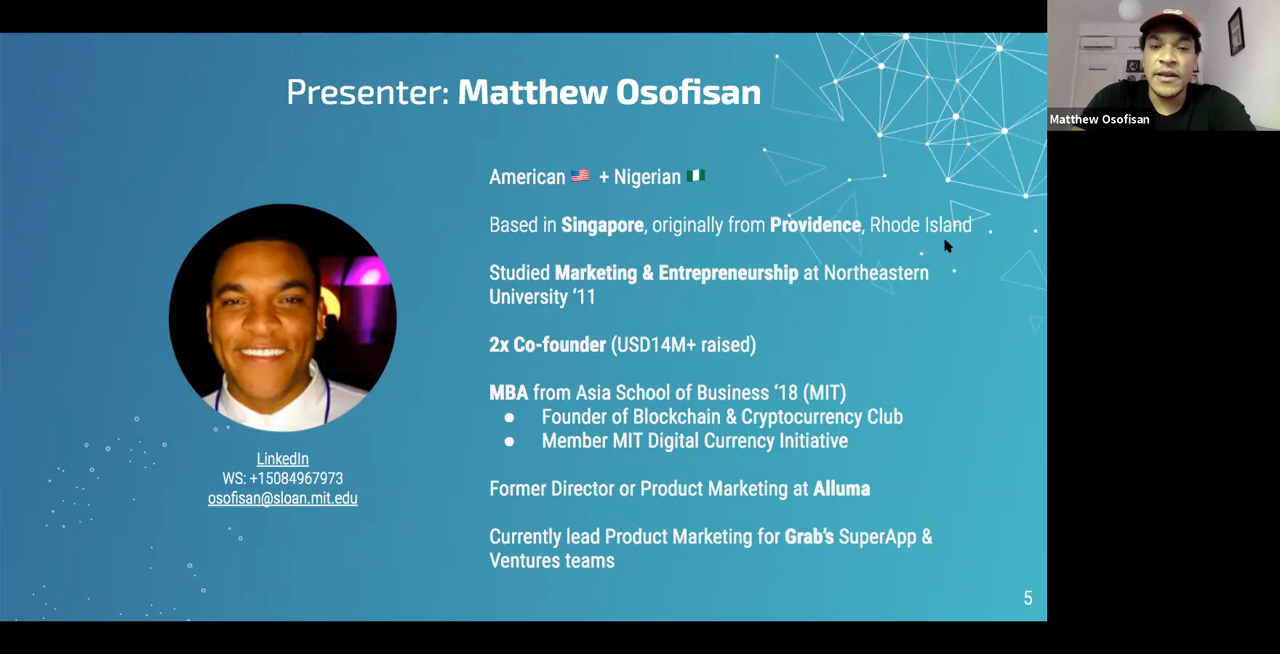 Presenter: Matthew Osofisan
Matthew Osofisan
American 🇺🇸 + Nigerian 🇳🇬
Based in Singapore, originally from Providence, Rhode Island
Studied Marketing & Entrepreneurship at Northeastern
University ‘11
2x Co-founder (USD14M+ raised)
MBA from Asia School of Business ‘18 (MIT)
● Founder of Blockchain & Cryptocurrency Club
● Member MIT Digital Currency Initiative
Former Director or Product Marketing at Alluma
Currently lead Product Marketing for Grab’s SuperApp &
Ventures teams
LinkedIn
WS: +15084967973
osofisan@sloan.mit.edu
5